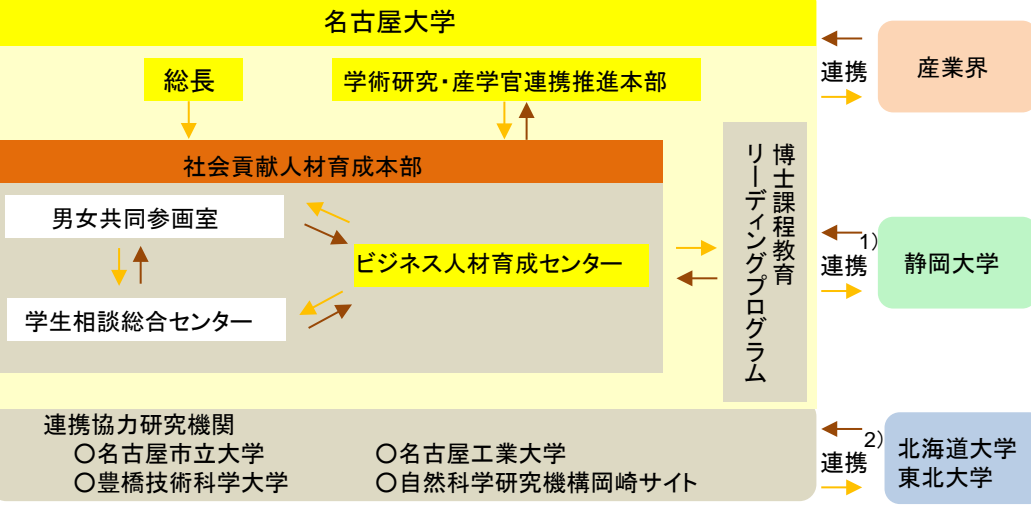 名古屋大学
総長
学術研究・産学官連携推進本部
社会貢献人材育成本部
男女共同参画室
ビジネス人材育成センター
学生相談総合センター
博士課程教育
リーディングプログラム
連携協力研究機関
○名古屋市立大学
○名古屋工業大学
○豊橋技術科学大学
○自然科学研究機構岡崎サイト
連携
産業界
1)
連携
静岡大学
2)
連携
北海道大学
東北大学